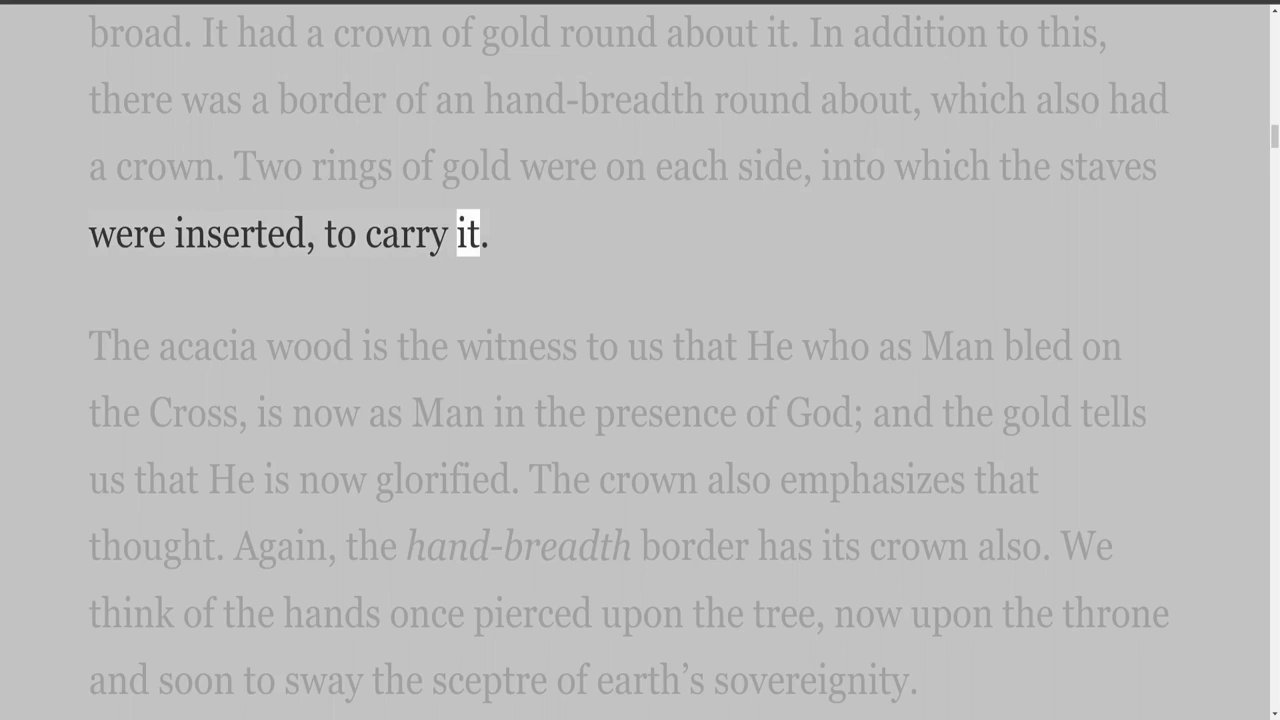 broad. It had a crown of gold round about it. In addition to this,
there was a border of an hand-breadth round about, which also had
a crown. Two rings of gold were on each side, into which the staves
were inserted, to carry it.
The acacia wood is the witness to us that He who as Man bled on
the Cross, is now as Man in the presence of God; and the gold tells
us that He is now glorified. The crown also emphasizes that
thought. Again, the hand-breadth border has its crown also. We
think of the hands once pierced upon the tree, now upon the throne
and soon to sway the sceptre of earth’s sovereignity.